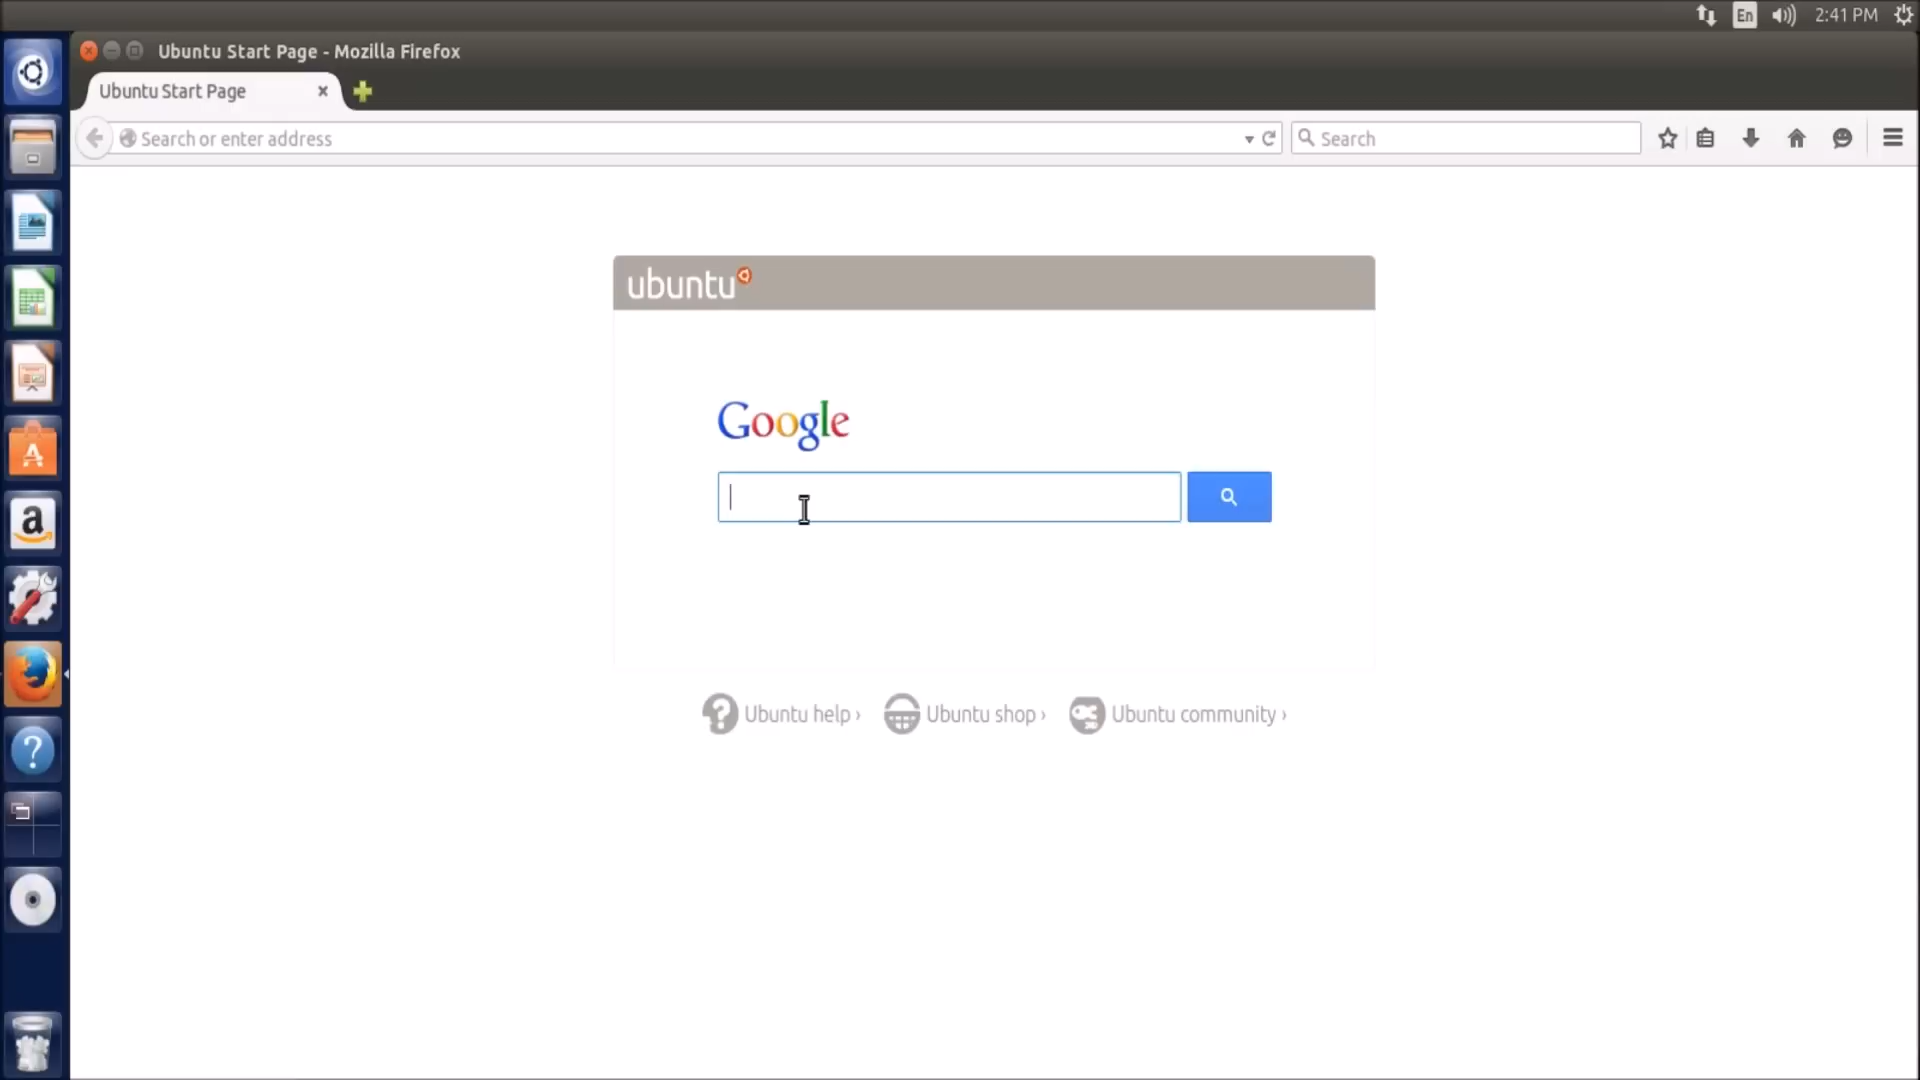 En
2:41 PM
Ubuntu Start Page - Mozilla Firefox
Ubuntu Start Page
Search or enter address
Search
ubuntu
Google
Ubuntu help ›
Ubuntu shop ›
Ubuntu community ›